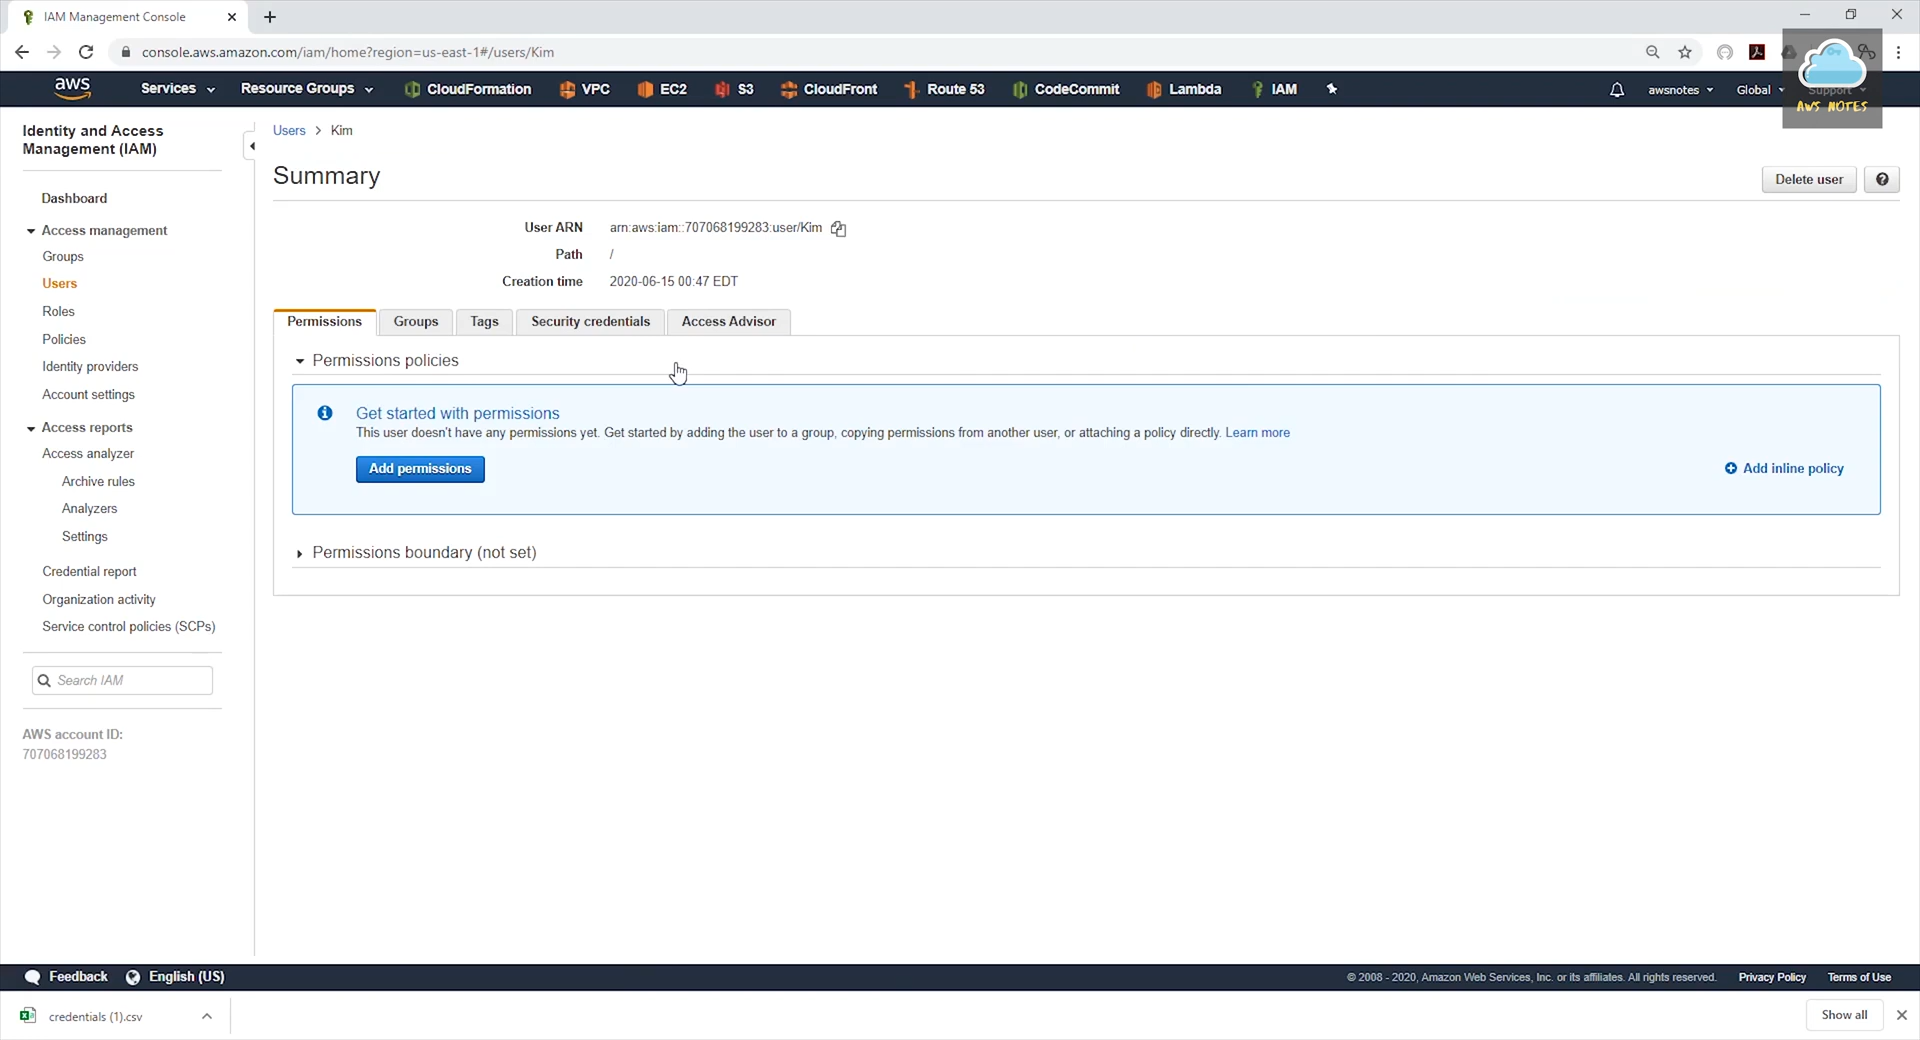 IAM Management Console
console.aws.amazon.com/iam/home?region=us-east-1#/users/Kim
aws
Services
Resource Groups
CloudFormation
VPC
EC2
S3
CloudFront
Route 53
CodeCommit
Lambda
IAM
awsnotes
Global
Support
AWS NOTES
Identity and Access
Management (IAM)
Dashboard
Access management
Groups
Users
Roles
Policies
Identity providers
Account settings
Access reports
Access analyzer
Archive rules
Analyzers
Settings
Credential report
Organization activity
Service control policies (SCPs)
Search IAM
AWS account ID:
707068199283
Users > Kim
Summary
Delete user
User ARN arn:aws:iam::707068199283:user/Kim
Path /
Creation time 2020-06-15 00:47 EDT
Permissions
Groups
Tags
Security credentials
Access Advisor
Permissions policies
Get started with permissions
This user doesn't have any permissions yet. Get started by adding the user to a group, copying permissions from another user, or attaching a policy directly. Learn more
Add permissions
Add inline policy
Permissions boundary (not set)
Feedback
English (US)
© 2008 - 2020, Amazon Web Services, Inc. or its affiliates. All rights reserved.
Privacy Policy
Terms of Use
credentials (1).csv
Show all